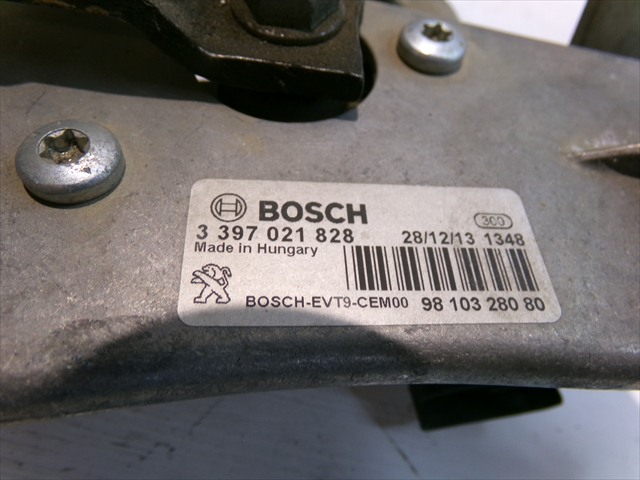 BOSCH 300
3 397 021 828 28/12/13 1348
Made in Hungary
BOSCH-EVT9-CEM00 98 103 280 80